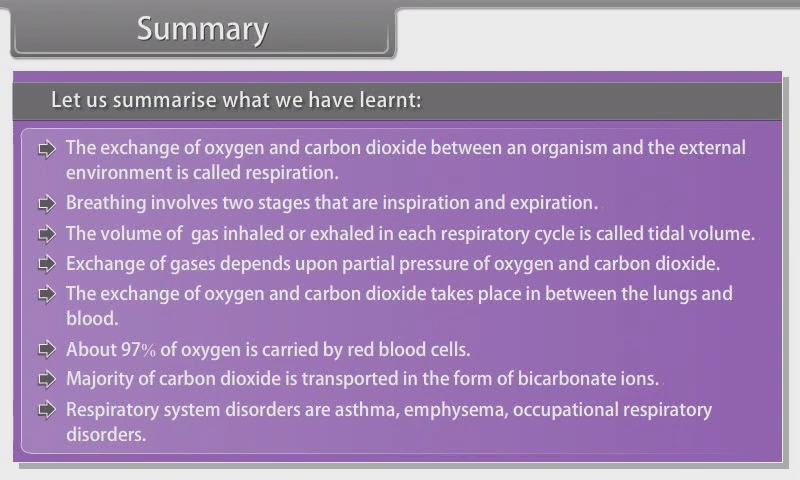 Summary
Let us summarise what we have learnt:
The exchange of oxygen and carbon dioxide between an organism and the external
environment is called respiration.
Breathing involves two stages that are inspiration and expiration.
The volume of gas inhaled or exhaled in each respiratory cycle is called tidal volume.
Exchange of gases depends upon partial pressure of oxygen and carbon dioxide.
The exchange of oxygen and carbon dioxide takes place in between the lungs and
blood.
About 97% of oxygen is carried by red blood cells.
Majority of carbon dioxide is transported in the form of bicarbonate ions.
Respiratory system disorders are asthma, emphysema, occupational respiratory
disorders.